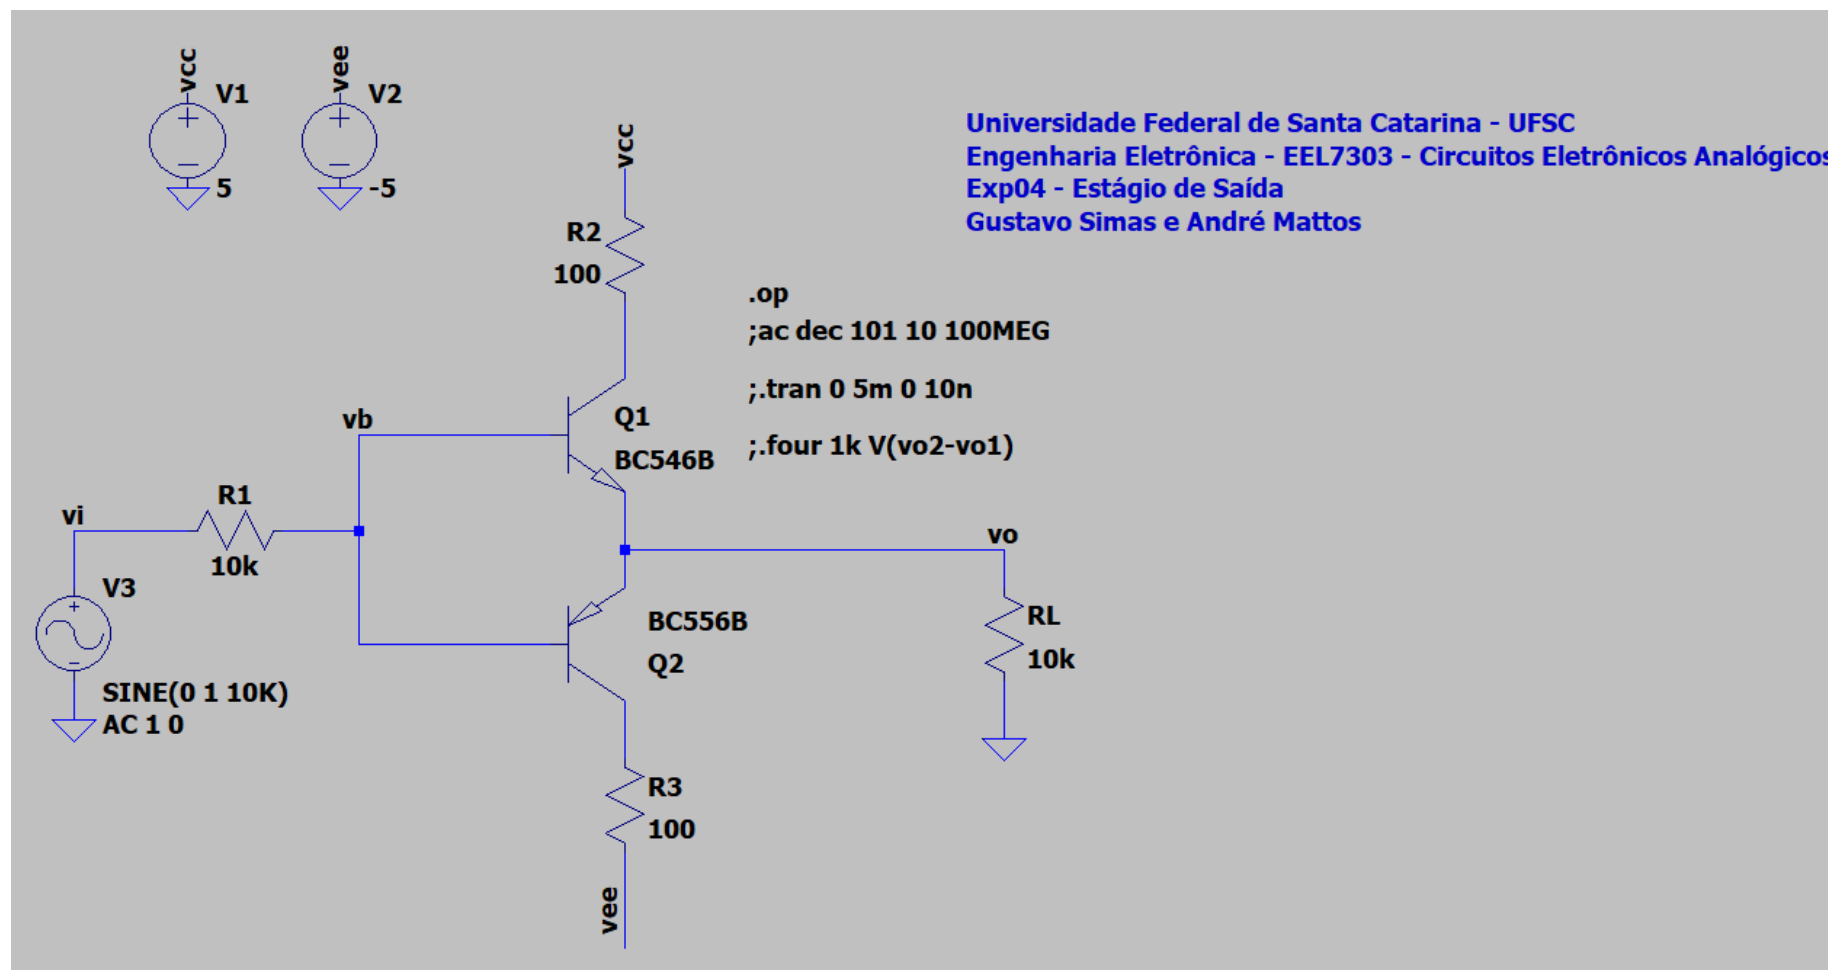 vcc
V1
5
vee
V2
-5
Universidade Federal de Santa Catarina - UFSC
Engenharia Eletrônica - EEL7303 - Circuitos Eletrônicos Analógicos
Exp04 - Estágio de Saída
Gustavo Simas e André Mattos
vcc
R2
100
.op
;ac dec 101 10 100MEG
;.tran 0 5m 0 10n
;.four 1k V(vo2-vo1)
vb
Q1
BC546B
vi
R1
10k
V3
SINE(0 1 10K)
AC 1 0
vo
RL
10k
BC556B
Q2
R3
100
vee